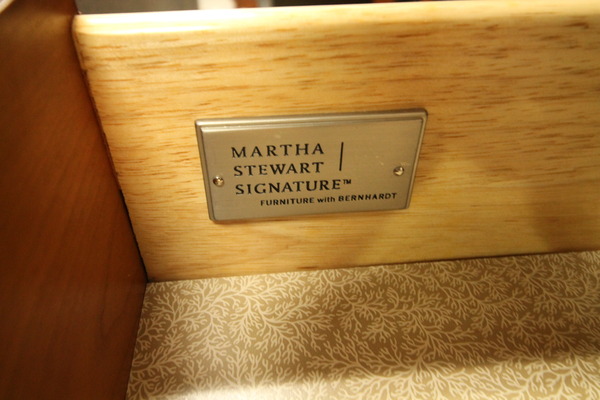 MARTHA
STEWART
SIGNATURE™
FURNITURE with BERNHARDT